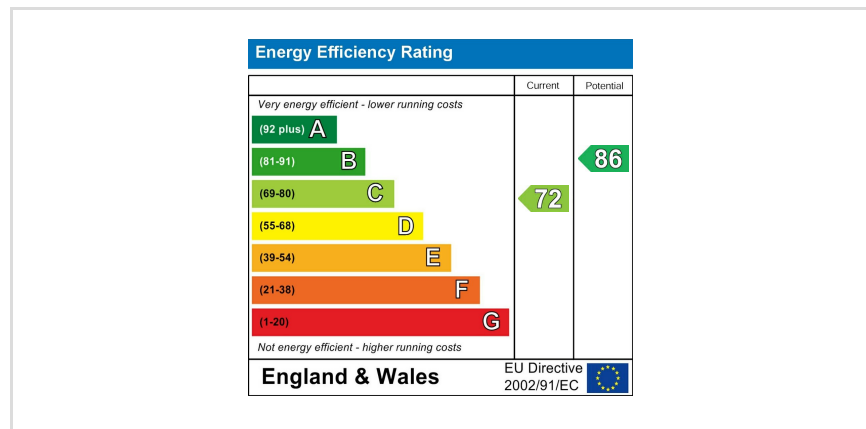 Energy Efficiency Rating
Current Potential
Very energy efficient - lower running costs
(92 plus) A
(81-91) B 86
(69-80) C 72
(55-68) D
(39-54) E
(21-38) F
(1-20) G
Not energy efficient - higher running costs
England & Wales EU Directive
2002/91/EC